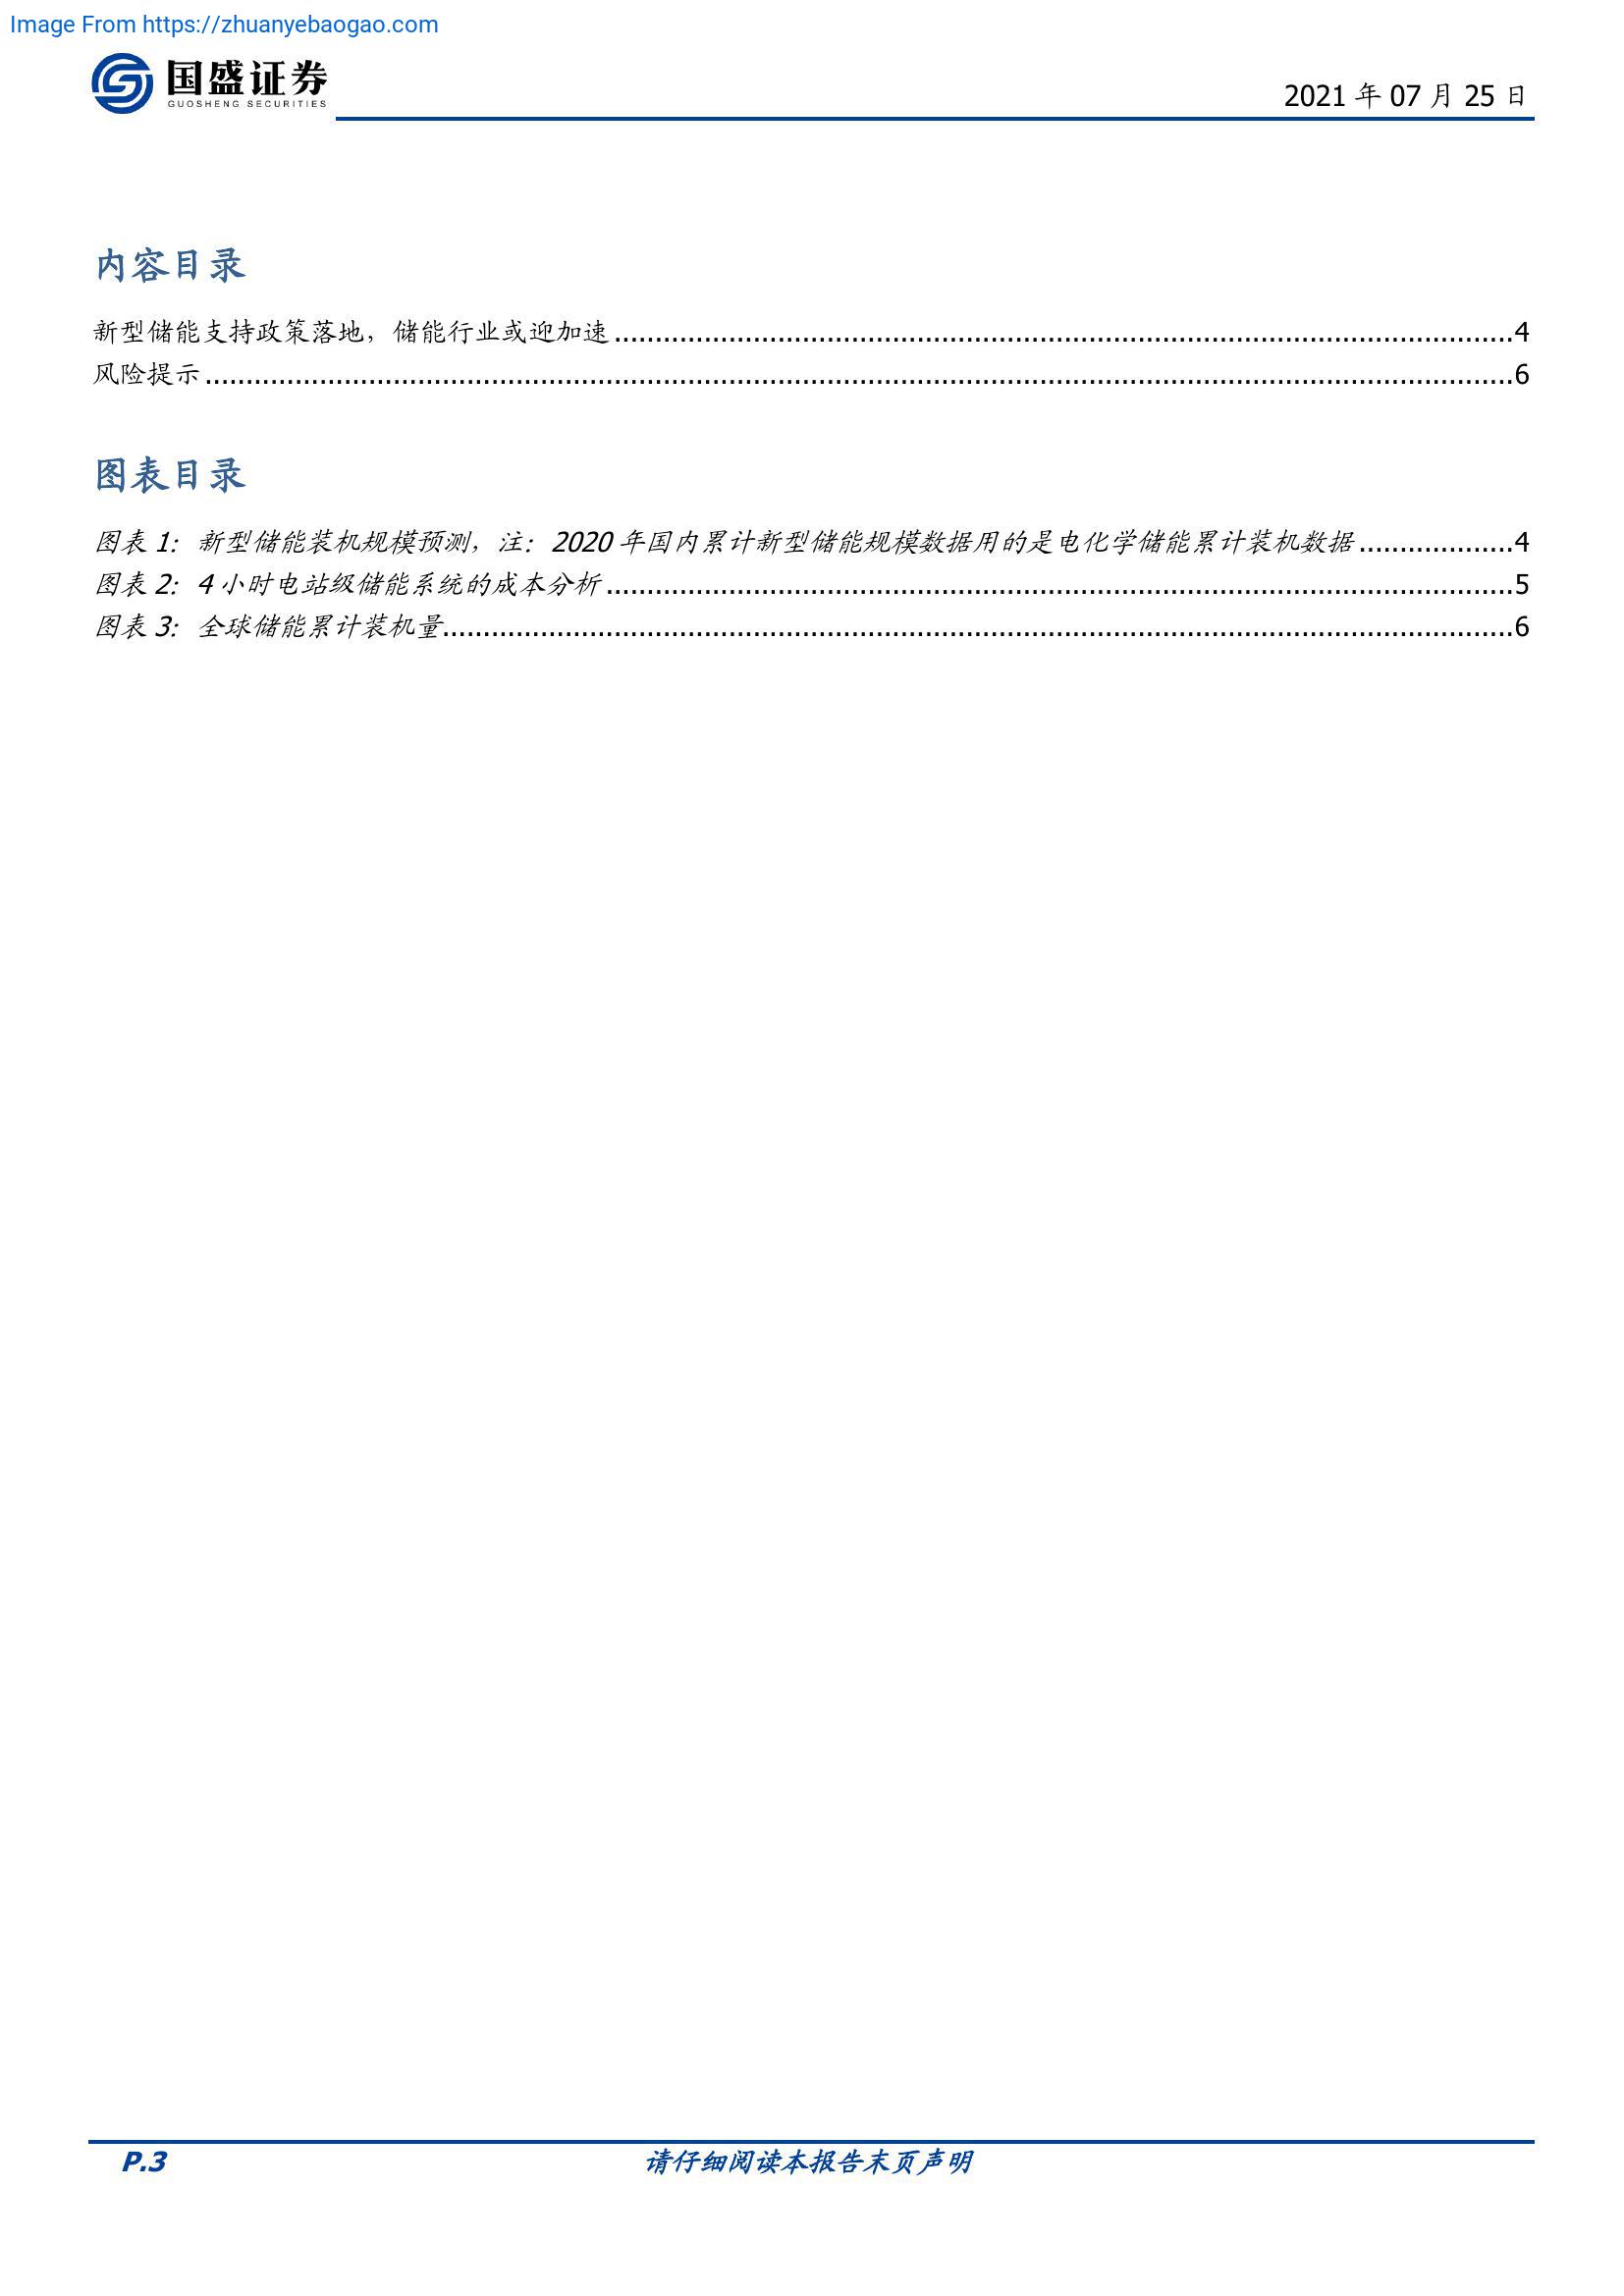 Image From https://zhuanyebaogao.com
国盛证券
GUOSHENG SECURITIES
2021 年 07 月 25 日
内容目录
新型储能支持政策落地，储能行业或迎加速....................4
风险提示....................6
图表目录
图表 1： 新型储能装机规模预测，注：2020 年国内累计新型储能规模数据用的是电化学储能累计装机数据....................4
图表 2： 4 小时电站级储能系统的成本分析....................5
图表 3： 全球储能累计装机量....................6
P.3
请仔细阅读本报告末页声明